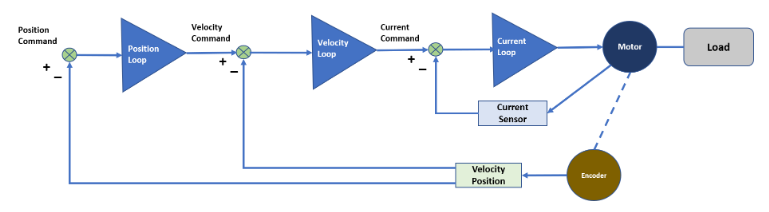 Position
Command
+
−
Position
Loop
Velocity
Command
+
−
Velocity
Loop
Current
Command
+
−
Current
Loop
Motor
Load
Current
Sensor
Velocity
Position
Encoder